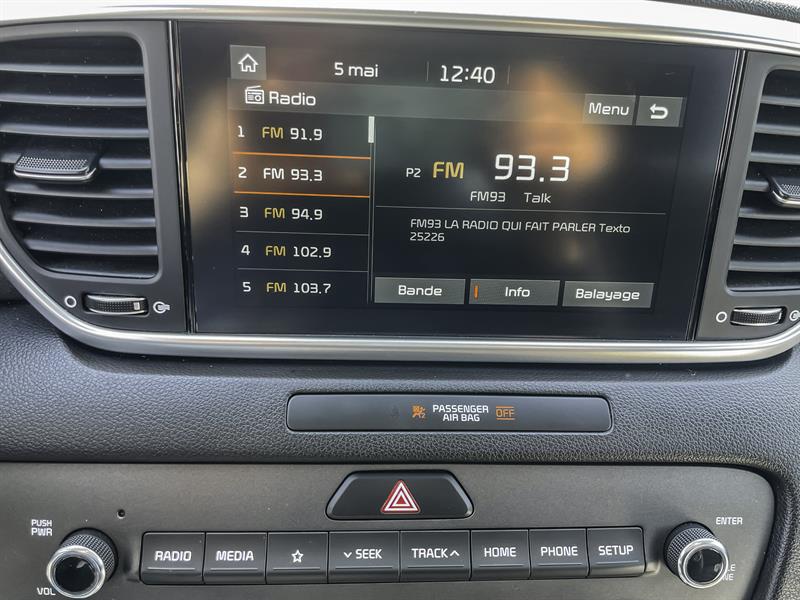 5 mai 12:40
Radio Menu
1 FM 91.9
2 FM 93.3
3 FM 94.9
4 FM 102.9
5 FM 103.7
P2 FM 93.3
FM93 Talk
FM93 LA RADIO QUI FAIT PARLER Texto
25226
Bande Info Balayage
PASSENGER
AIR BAG OFF
PUSH
PWR
VOL
RADIO MEDIA SEEK TRACK HOME PHONE SETUP
ENTER